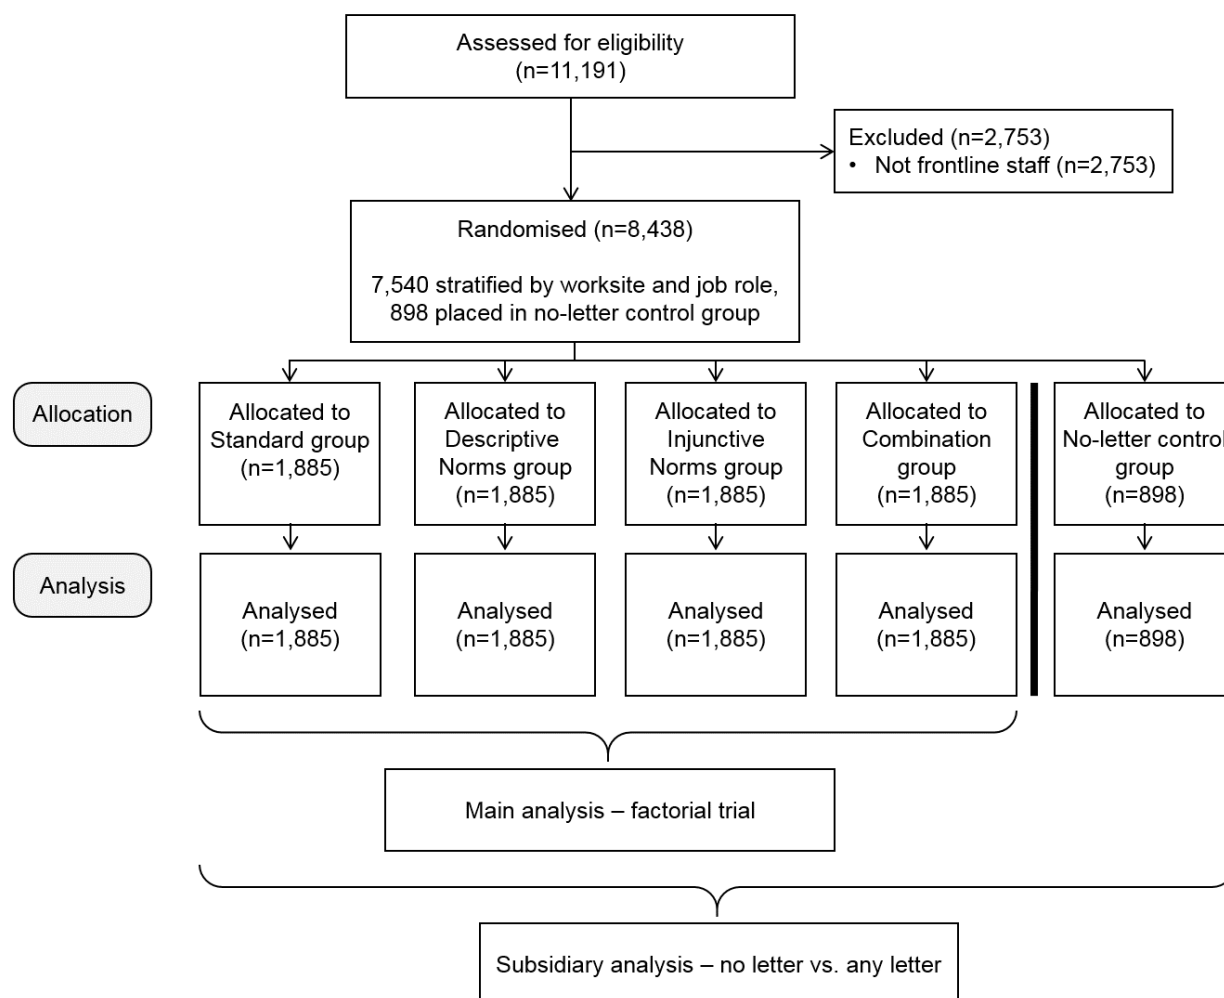 Assessed for eligibility
(n=11,191)
Excluded (n=2,753)
• Not frontline staff (n=2,753)
Randomised (n=8,438)
7,540 stratified by worksite and job role,
898 placed in no-letter control group
Allocation
Allocated to
Standard group
(n=1,885)
Allocated to
Descriptive
Norms group
(n=1,885)
Allocated to
Injunctive
Norms group
(n=1,885)
Allocated to
Combination
group
(n=1,885)
Allocated to
No-letter control
group
(n=898)
Analysis
Analysed
(n=1,885)
Analysed
(n=1,885)
Analysed
(n=1,885)
Analysed
(n=1,885)
Analysed
(n=898)
Main analysis – factorial trial
Subsidiary analysis – no letter vs. any letter